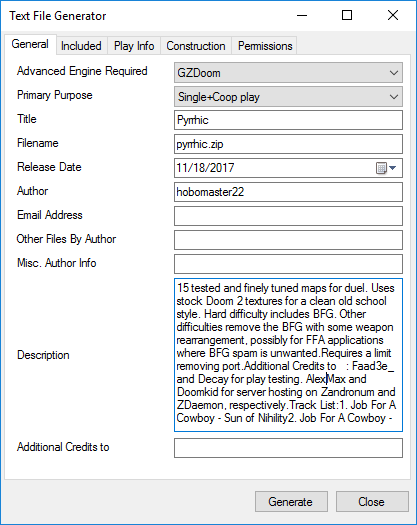 Text File Generator
General Included Play Info Construction Permissions
Advanced Engine Required GZDoom
Primary Purpose Single+Coop play
Title Pyrrhic
Filename pyrrhic.zip
Release Date 11/18/2017
Author hobomaster22
Email Address
Other Files By Author
Misc. Author Info
Description
15 tested and finely tuned maps for duel. Uses
stock Doom 2 textures for a clean old school
style. Hard difficulty includes BFG. Other
difficulties remove the BFG with some weapon
rearrangement, possibly for FFA applications
where BFG spam is unwanted.Requires a limit
removing port.Additional Credits to : Faad3e_
and Decay for play testing. AlexMax and
Doomkid for server hosting on Zandronum and
ZDaemon, respectively.Track List:1. Job For A
Cowboy - Sun of Nihility2. Job For A Cowboy -
Additional Credits to
Generate Close